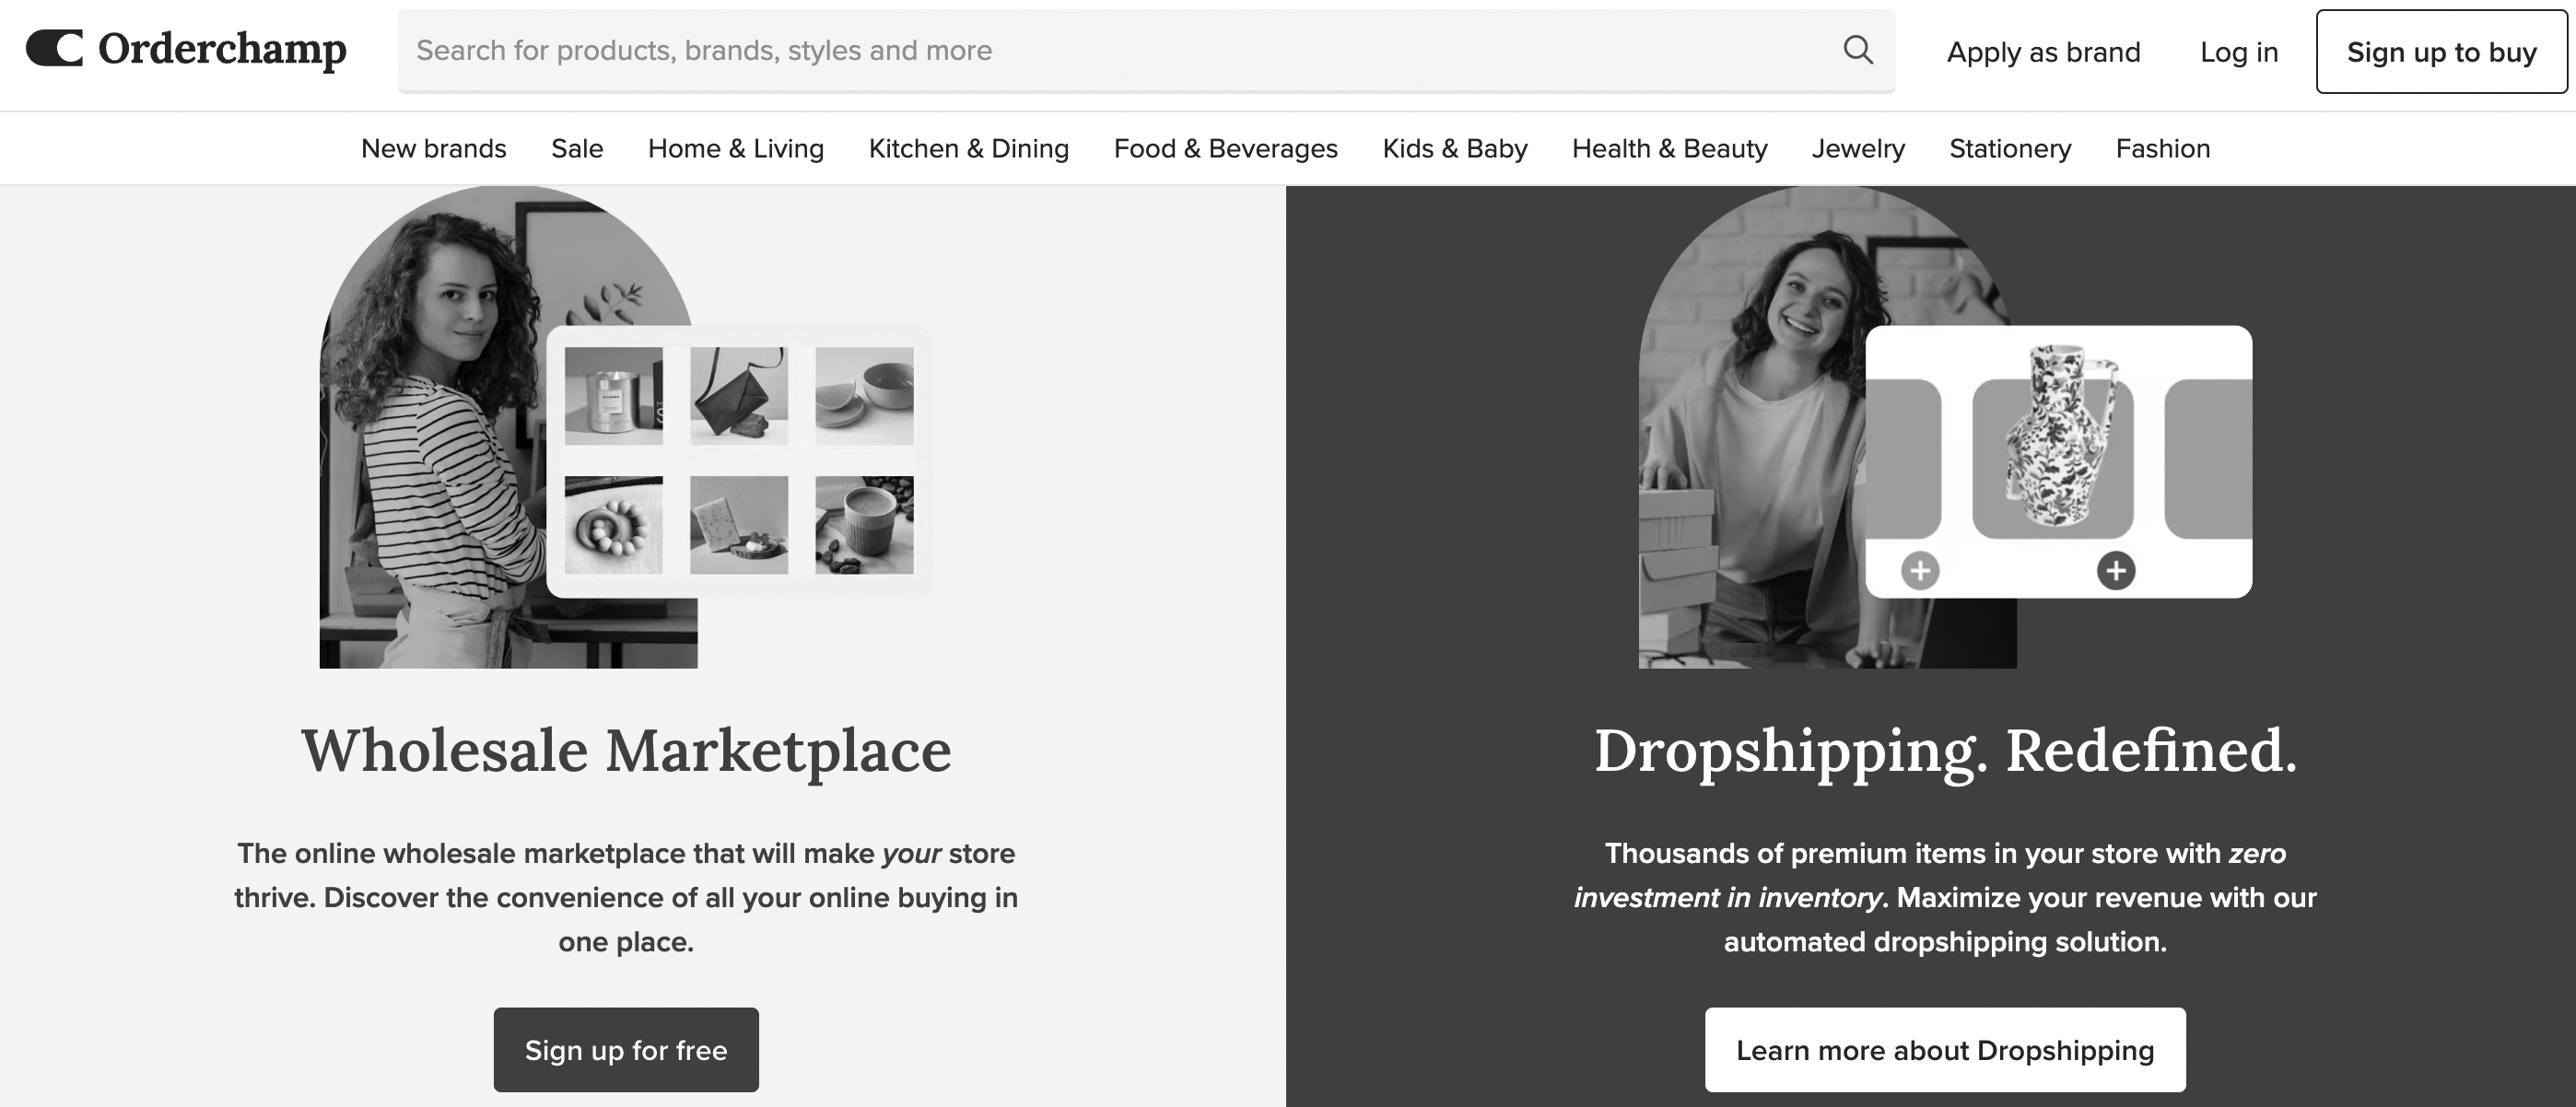 Orderchamp
Search for products, brands, styles and more
Apply as brand
Log in
Sign up to buy
New brands
Sale
Home & Living
Kitchen & Dining
Food & Beverages
Kids & Baby
Health & Beauty
Jewelry
Stationery
Fashion
Wholesale Marketplace
The online wholesale marketplace that will make your store
thrive. Discover the convenience of all your online buying in
one place.
Sign up for free
Dropshipping. Redefined.
Thousands of premium items in your store with zero
investment in inventory. Maximize your revenue with our
automated dropshipping solution.
Learn more about Dropshipping